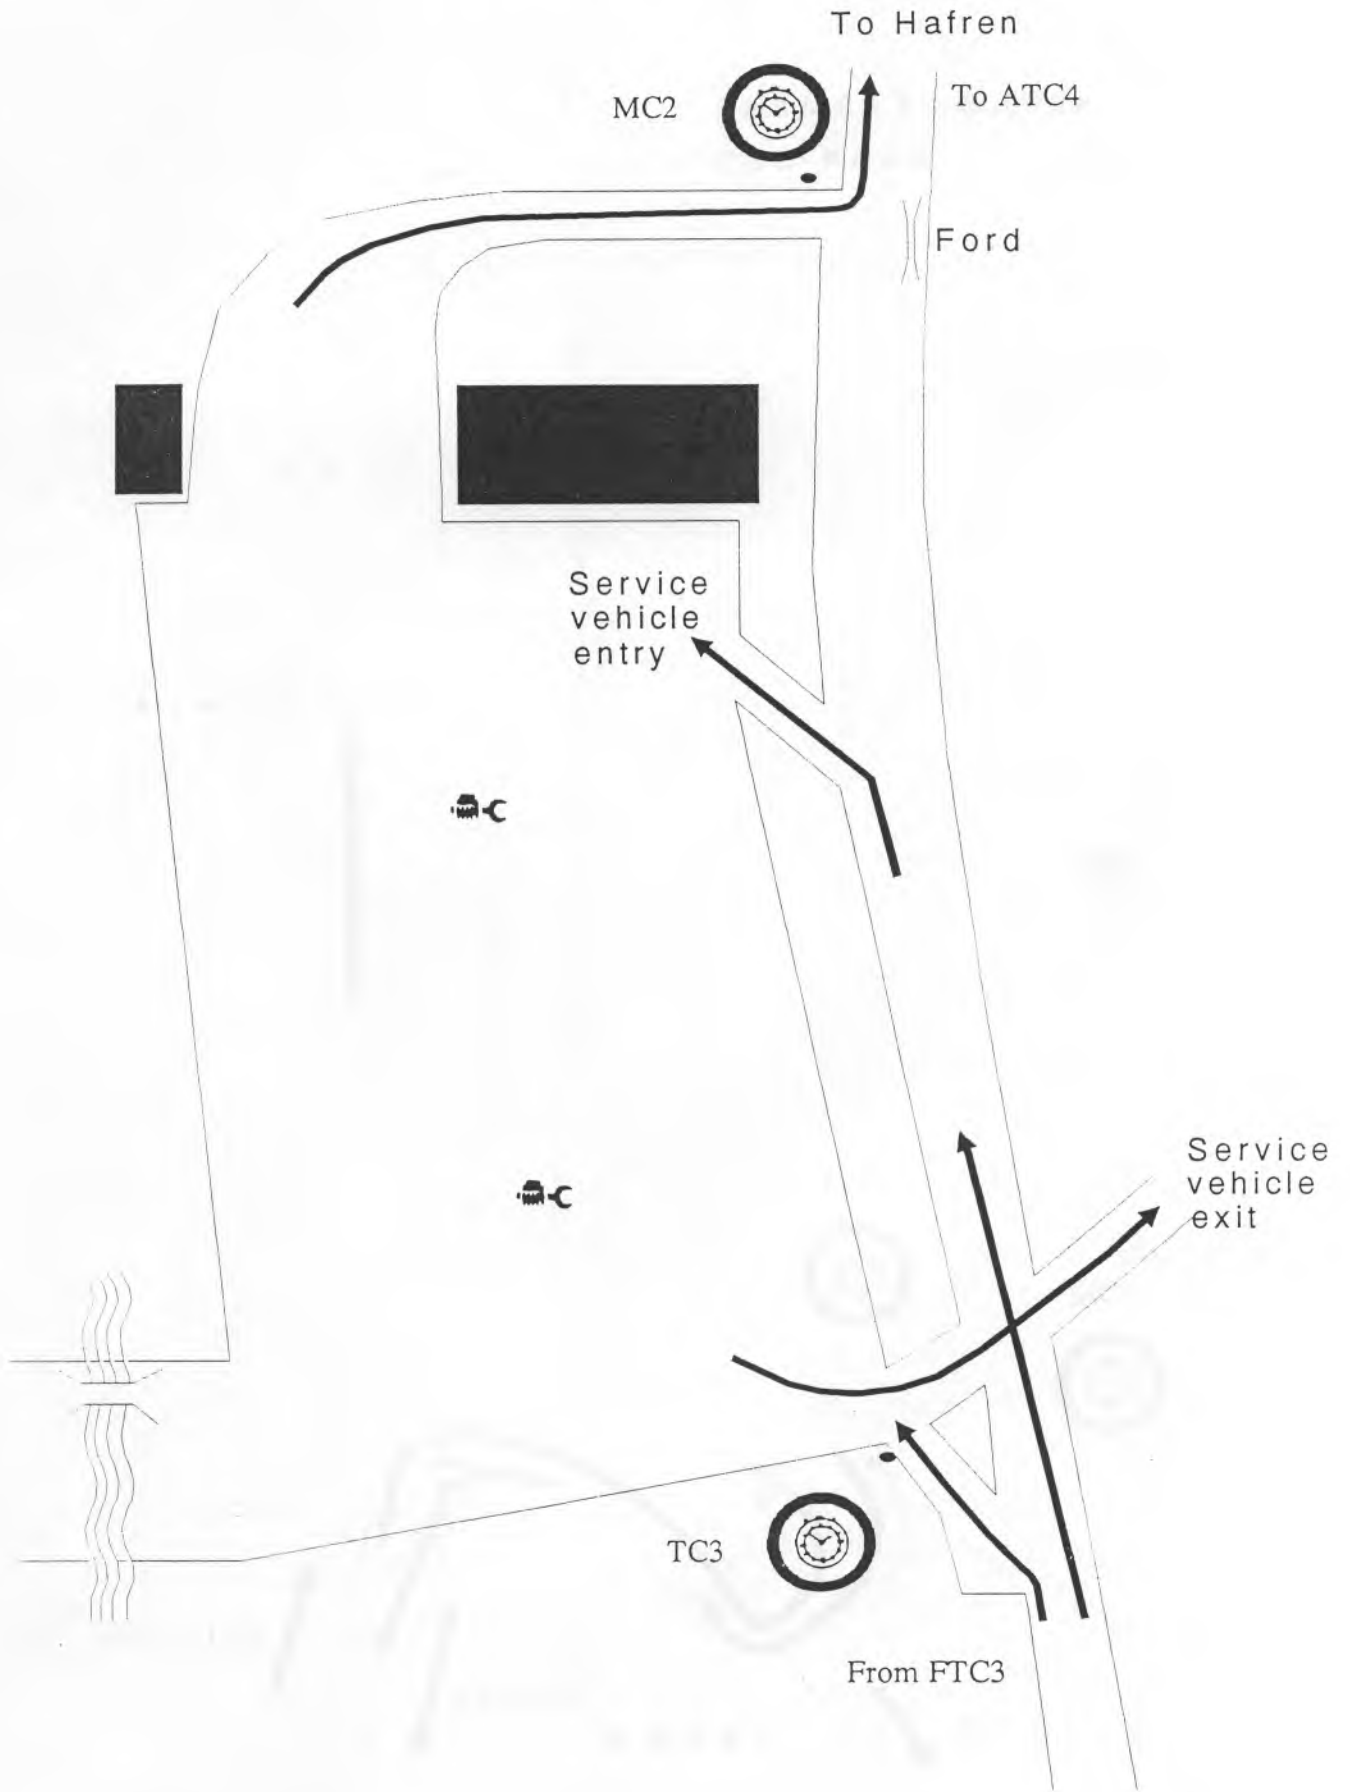 To Hafren
MC2
To ATC4
Ford
Service
vehicle
entry
Service
vehicle
exit
TC3
From FTC3